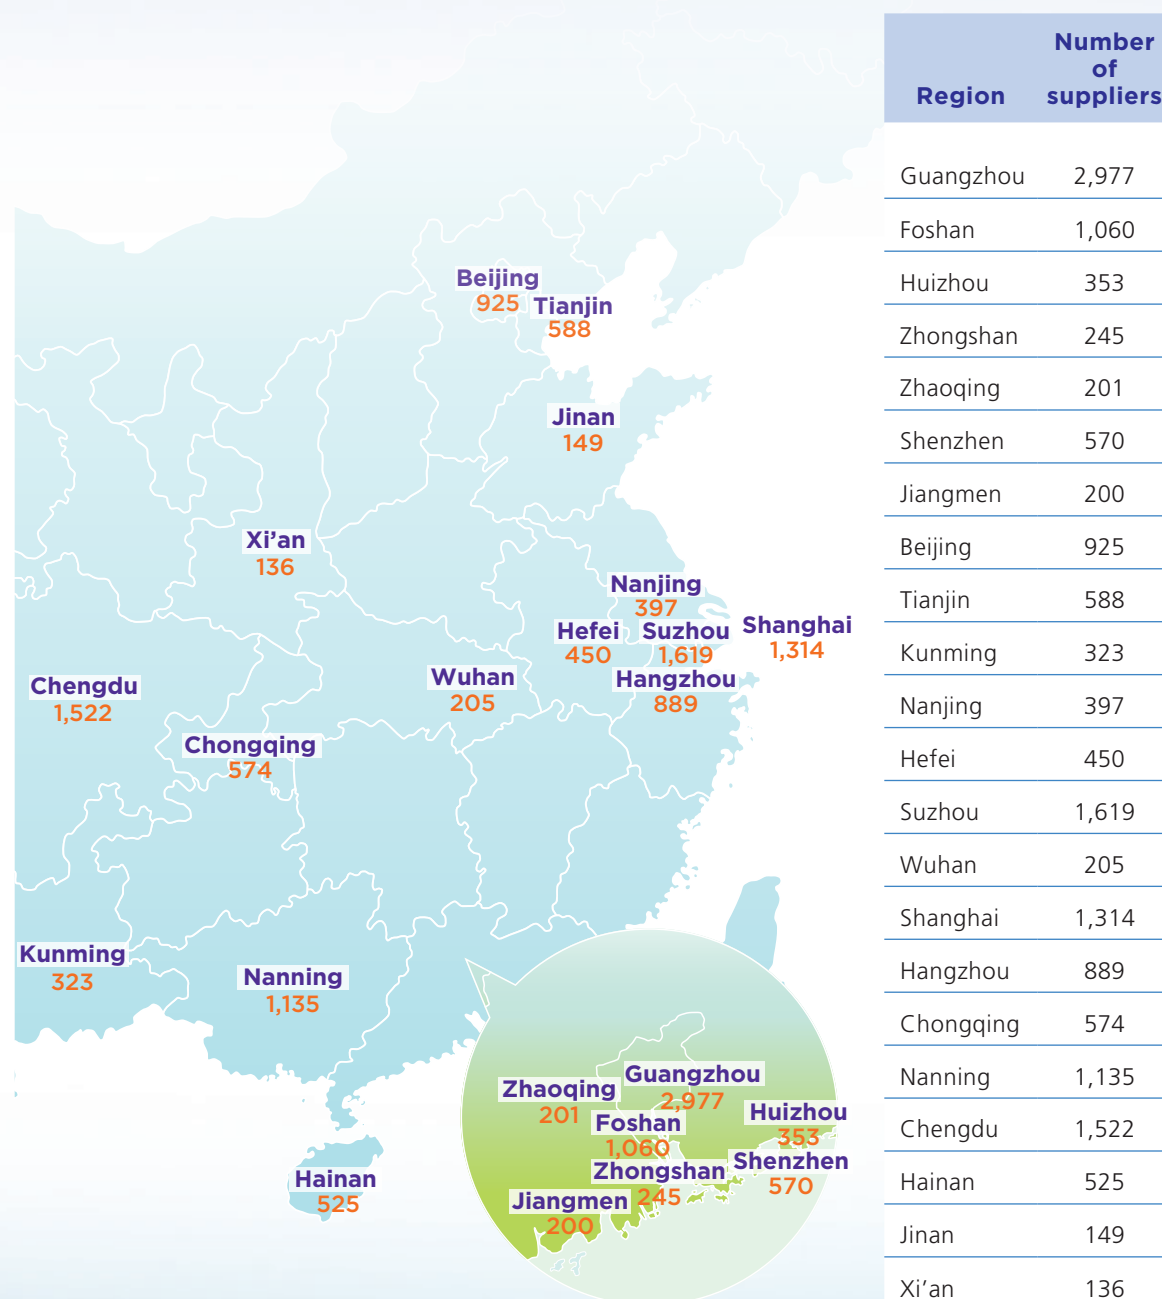 Beijing
925
Tianjin
588
Jinan
149
Xi’an
136
Nanjing
397
Hefei
450
Suzhou
1,619
Shanghai
1,314
Hangzhou
889
Wuhan
205
Chengdu
1,522
Chongqing
574
Kunming
323
Nanning
1,135
Hainan
525
Guangzhou
2,977
Zhaoqing
201
Foshan
1,060
Huizhou
353
Zhongshan
245
Shenzhen
570
Jiangmen
200
Region Number of suppliers
Guangzhou 2,977
Foshan 1,060
Huizhou 353
Zhongshan 245
Zhaoqing 201
Shenzhen 570
Jiangmen 200
Beijing 925
Tianjin 588
Kunming 323
Nanjing 397
Hefei 450
Suzhou 1,619
Wuhan 205
Shanghai 1,314
Hangzhou 889
Chongqing 574
Nanning 1,135
Chengdu 1,522
Hainan 525
Jinan 149
Xi’an 136